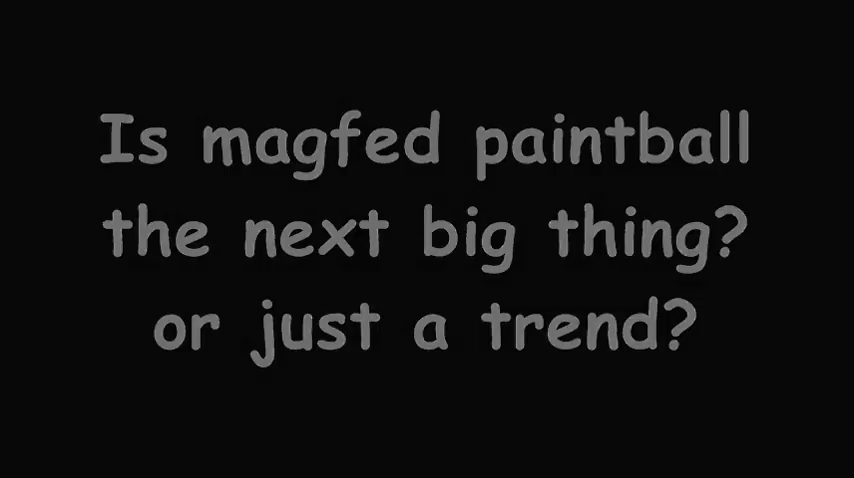 Is magfed paintball
the next big thing?
or just a trend?